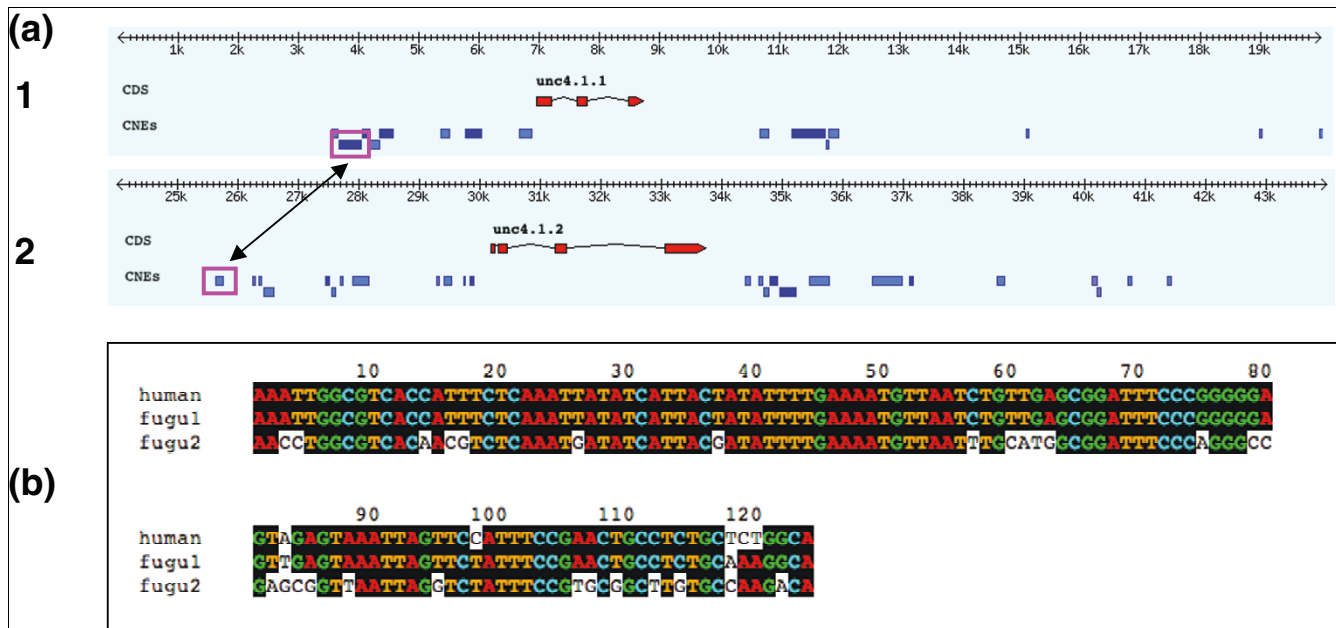 (a)
1k 2k 3k 4k 5k 6k 7k 8k 9k 10k 11k 12k 13k 14k 15k 16k 17k 18k 19k
1
unc4.1.1
CDS
CNEs
25k 26k 27k 28k 29k 30k 31k 32k 33k 34k 35k 36k 37k 38k 39k 40k 41k 42k 43k
2
unc4.1.2
CDS
CNEs
(b)
10 20 30 40 50 60 70 80
human AAATTGGCGTCACCATTTCTCAAATTATATCATTACTATATTTTGAAAATGTTAATCTGTTGAGCGGATTTCCCGGGGGA
fugu1 AAATTGGCGTCACCATTTCTCAAATTATATCATTACTATATTTTGAAAATGTTAATCTGTTGAGCGGATTTCCCGGGGGA
fugu2 AACCTGGCGTCACAACGTCTCAAATGATATCATTACGATATTTTGAAAATGTTAATTTGCATGGCGGATTTCCCAGGGCC
90 100 110 120
human GTAGAGTAAATTAGTTCCATTTCCGAACTGCCTCTGCTCTGGCA
fugu1 GTTGAGTAAATTAGTTCTATTTCCGAACTGCCTCTGCAAAGGCA
fugu2 GAGCGGTTAATTAGGTCTATTTCCGTGCGGCTTGTGCCAAGACA